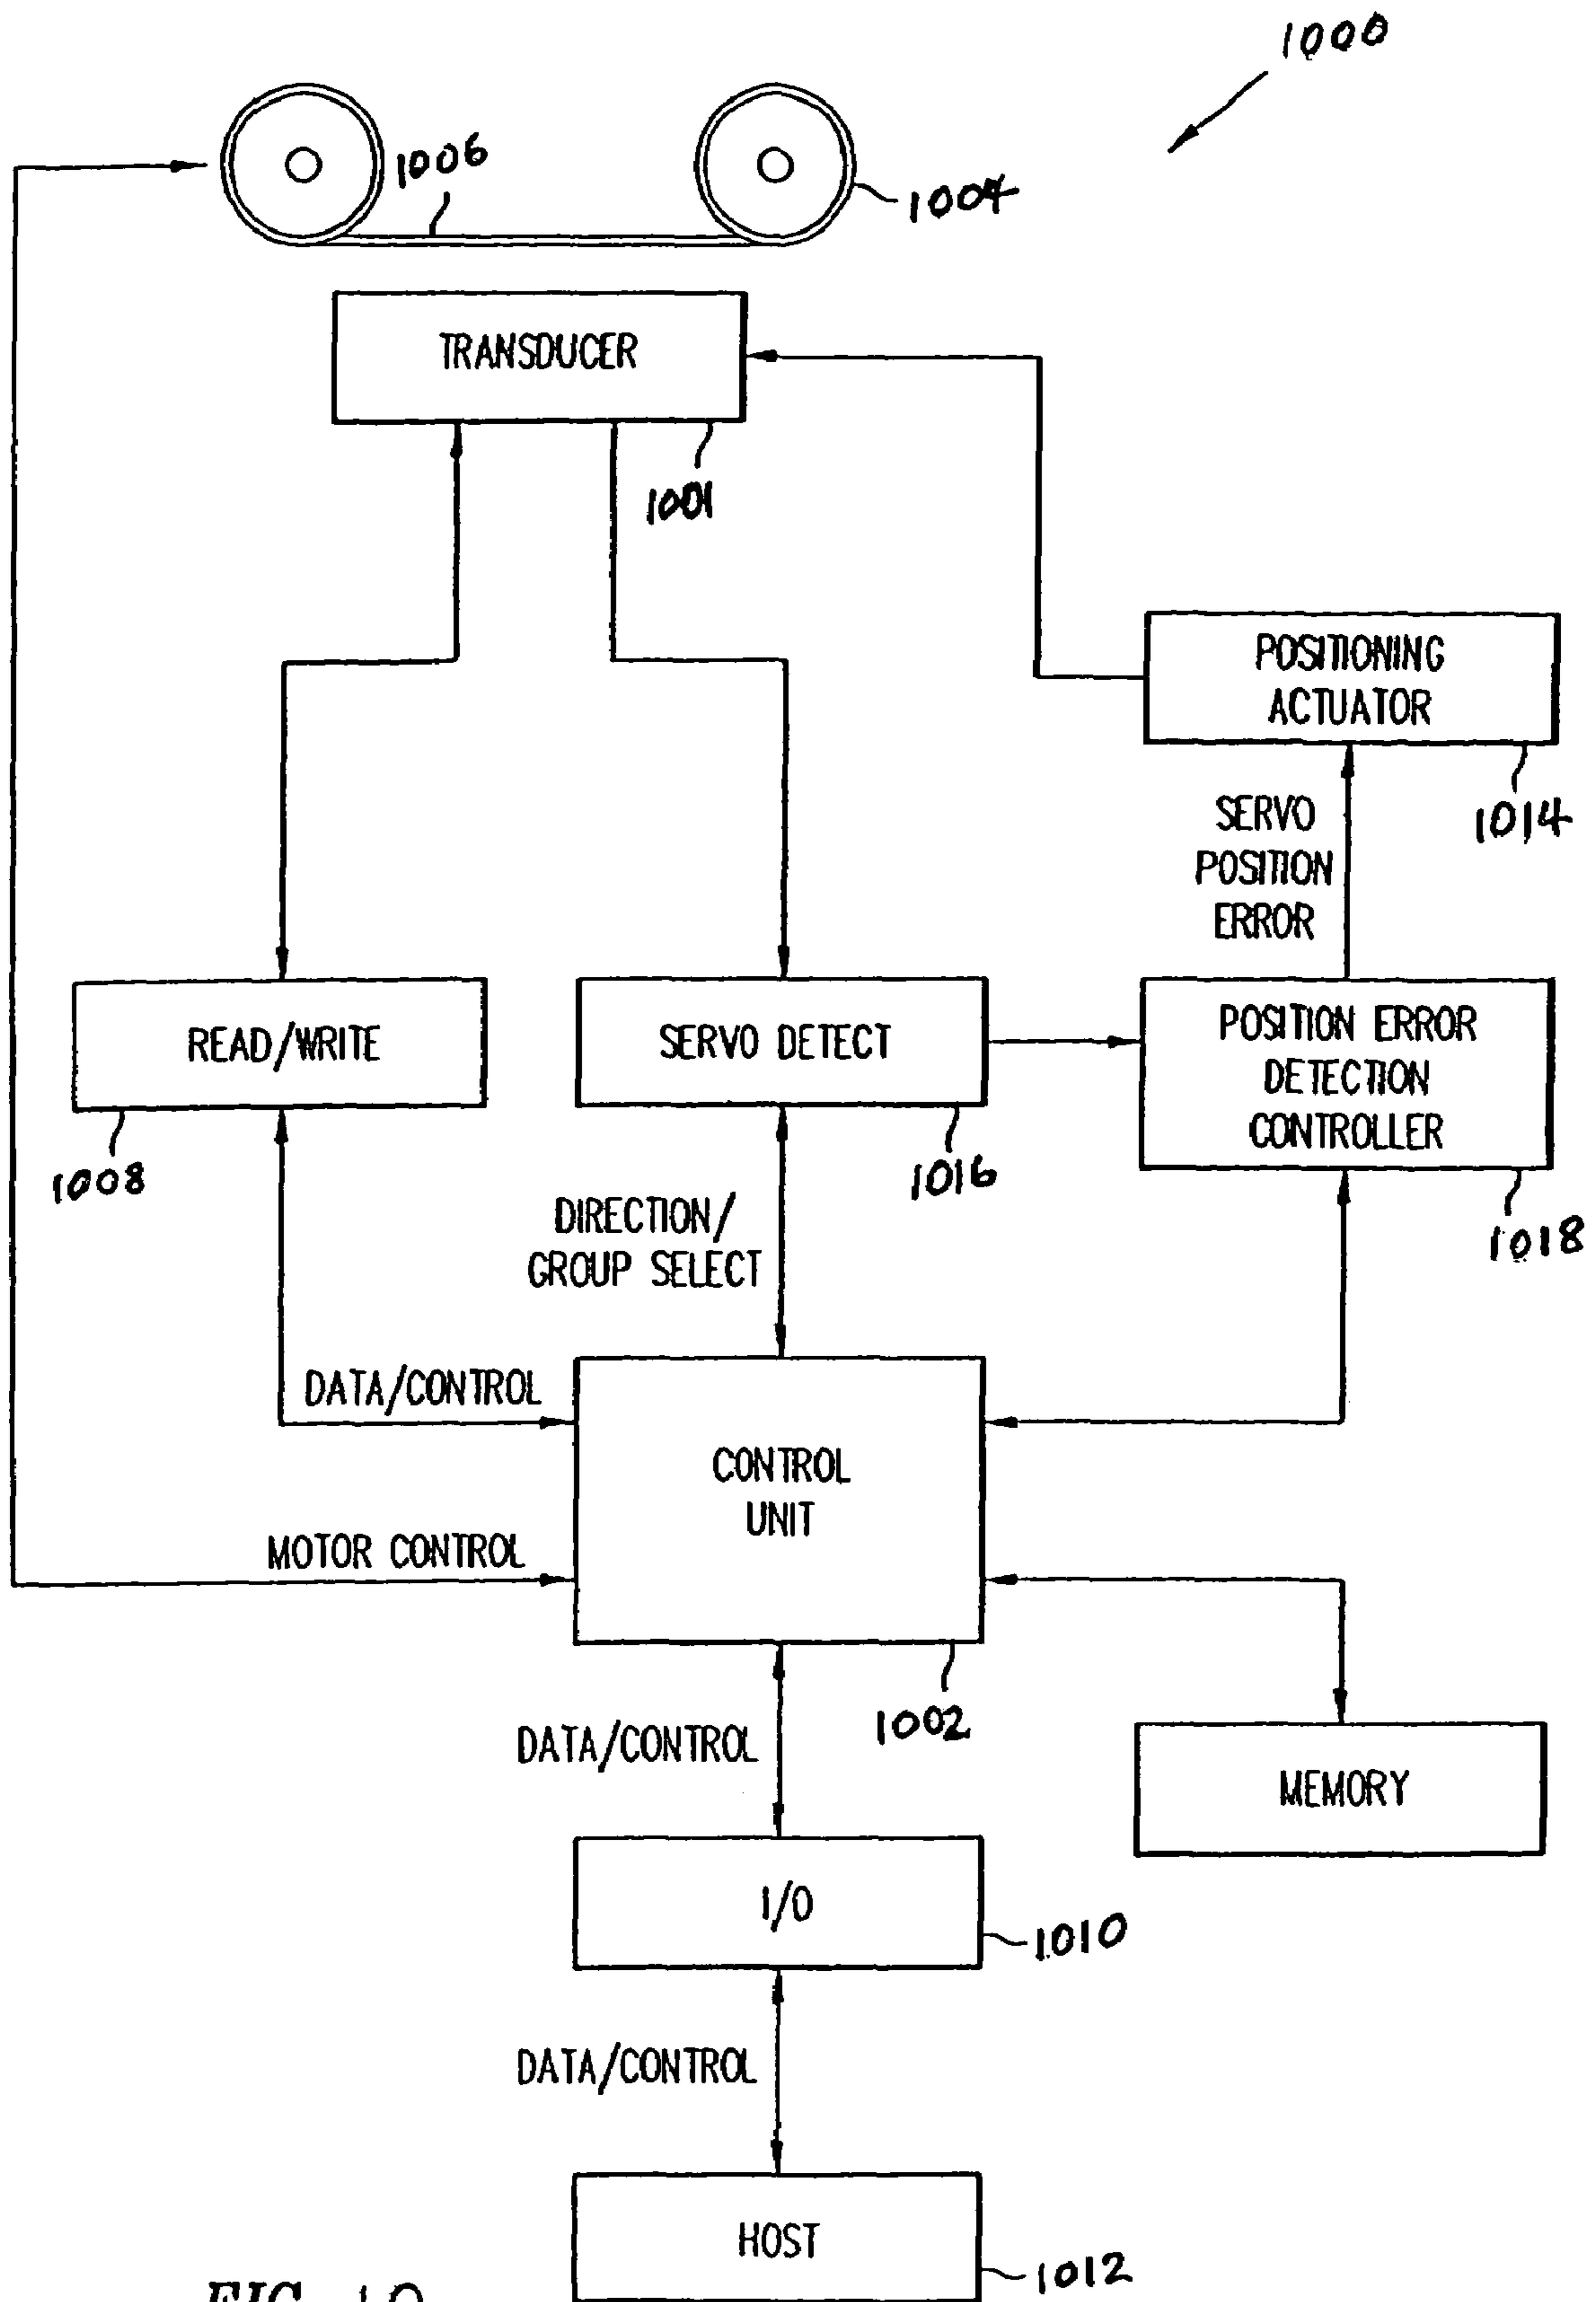 1000
1006
1004
TRANSDUCER
1001
POSITIONING
ACTUATOR
1014
SERVO
POSITION
ERROR
READ/WRITE
1008
SERVO DETECT
1016
POSITION ERROR
DETECTION
CONTROLLER
1018
DIRECTION/
GROUP SELECT
DATA/CONTROL
CONTROL
UNIT
1002
MOTOR CONTROL
DATA/CONTROL
MEMORY
I/O
1010
DATA/CONTROL
HOST
1012
FIG. 10